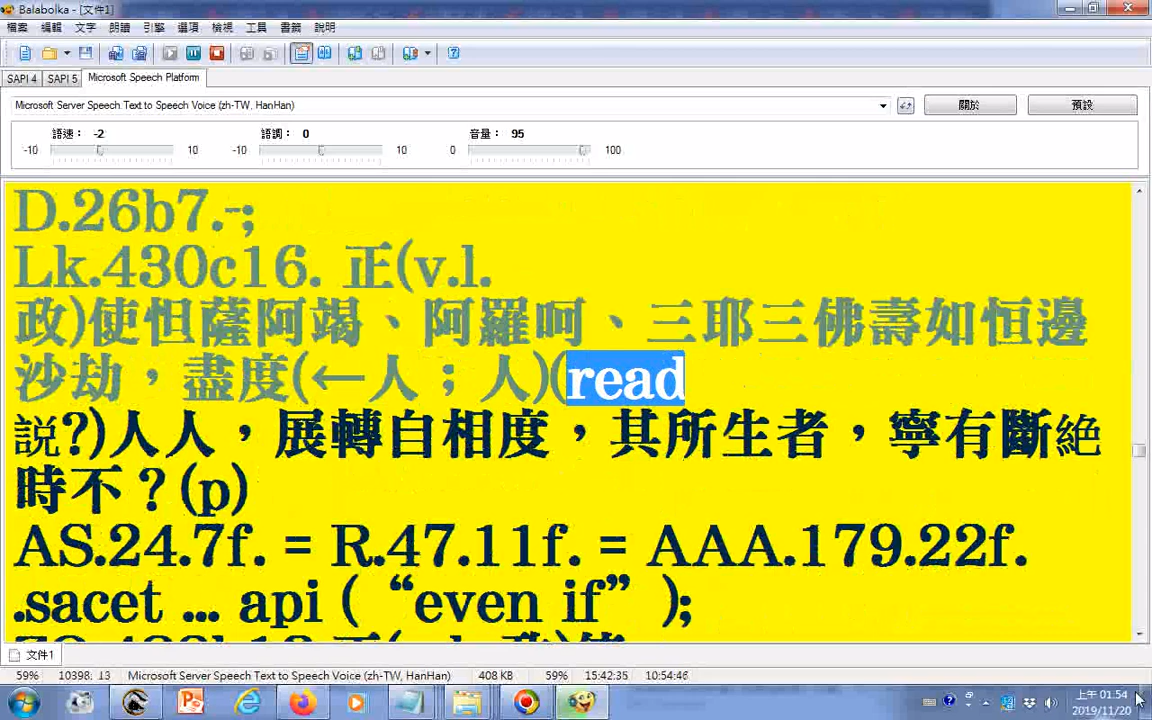 Balabolka - [文件1]
檔案 編輯 文字 朗讀 引擎 選項 檢視 工具 書籤 說明
SAPI 4 SAPI 5 Microsoft Speech Platform
Microsoft Server Speech Text to Speech Voice (zh-TW, HanHan) 關於 預設
語速： -2 語調： 0 音量： 95
-10 10 -10 10 0 100
D.26b7.-;
Lk.430c16. 正(v.l.
政)使怛薩阿竭、阿羅呵、三耶三佛壽如恒邊
沙劫，盡度(←人；人)(read
説?)人人，展轉自相度，其所生者，寧有斷絶
時不？(p)
AS.24.7f. = R.47.11f. = AAA.179.22f.
.sacet ... api (“even if”);
文件1
59% 10398: 13 Microsoft Server Speech Text to Speech Voice (zh-TW, HanHan) 408 KB 59% 15:42:35 10:54:46
上午 01:54
2019/11/20